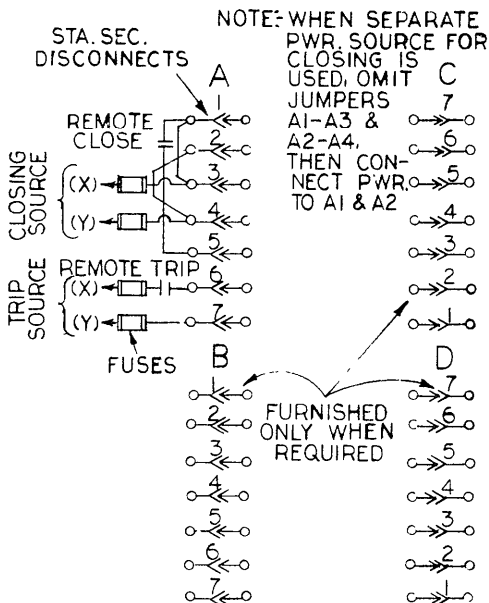 NOTE:- WHEN SEPARATE
PWR. SOURCE FOR
CLOSING IS
USED, OMIT
JUMPERS
A1-A3 &
A2-A4,
THEN CON-
NECT PWR.
TO A1 & A2
STA. SEC.
DISCONNECTS
A
1
2
3
4
5
6
7
REMOTE
CLOSE
CLOSING
SOURCE
(X)
(Y)
REMOTE TRIP
TRIP
SOURCE
(X)
(Y)
FUSES
C
7
6
5
4
3
2
1
B
1
2
3
4
5
6
7
FURNISHED
ONLY WHEN
REQUIRED
D
7
6
5
4
3
2
1